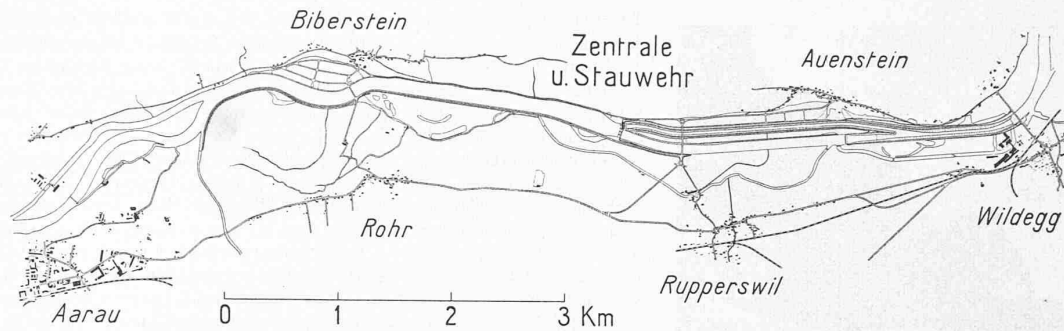 Biberstein
Zentrale
u. Stauwehr
Auenstein
Rohr
Wildegg
Rupperswil
Aarau
0 1 2 3 Km